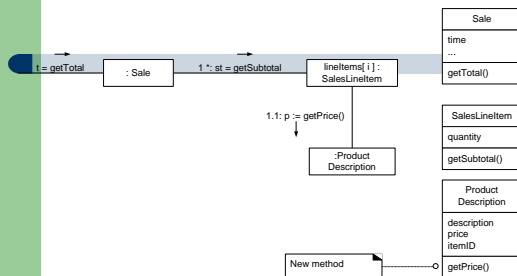 t = getTotal
: Sale
1 *: st = getSubtotal
lineItems[ i ] :
SalesLineItem
1.1: p := getPrice()
:Product
Description
Sale
time
...
getTotal()
SalesLineItem
quantity
getSubtotal()
Product
Description
description
price
itemID
getPrice()
New method